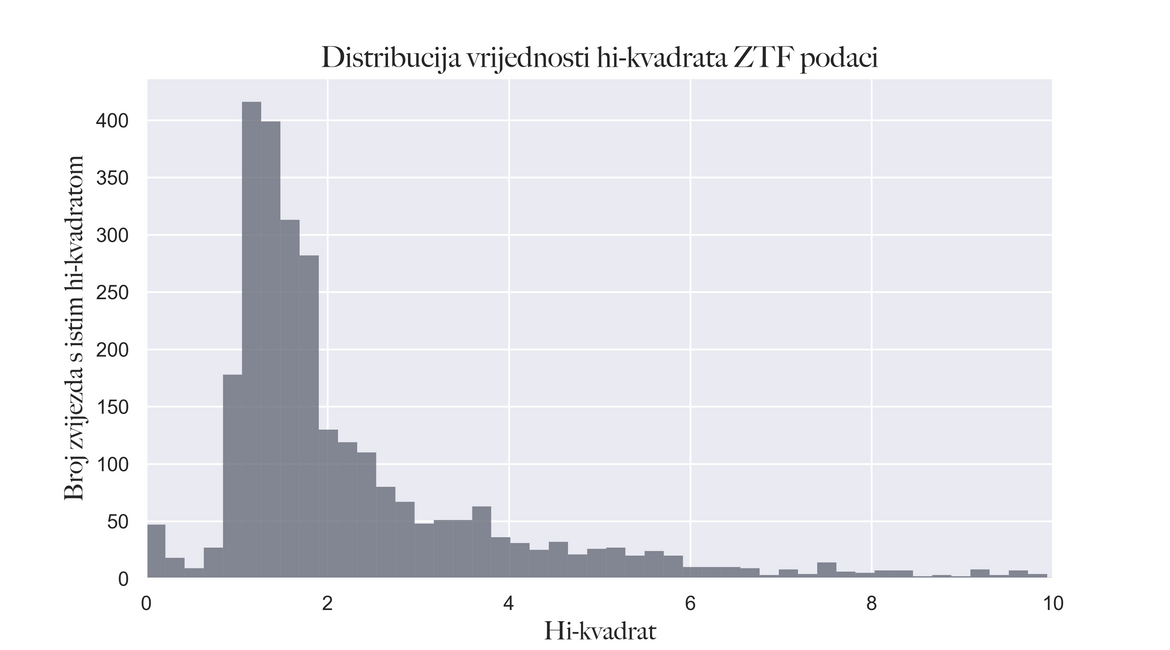 Distribucija vrijednosti hi-kvadrata ZTF podaci
Broj zvijezda s istim hi-kvadratom
400
350
300
250
200
150
100
50
0
0 2 4 6 8 10
Hi-kvadrat